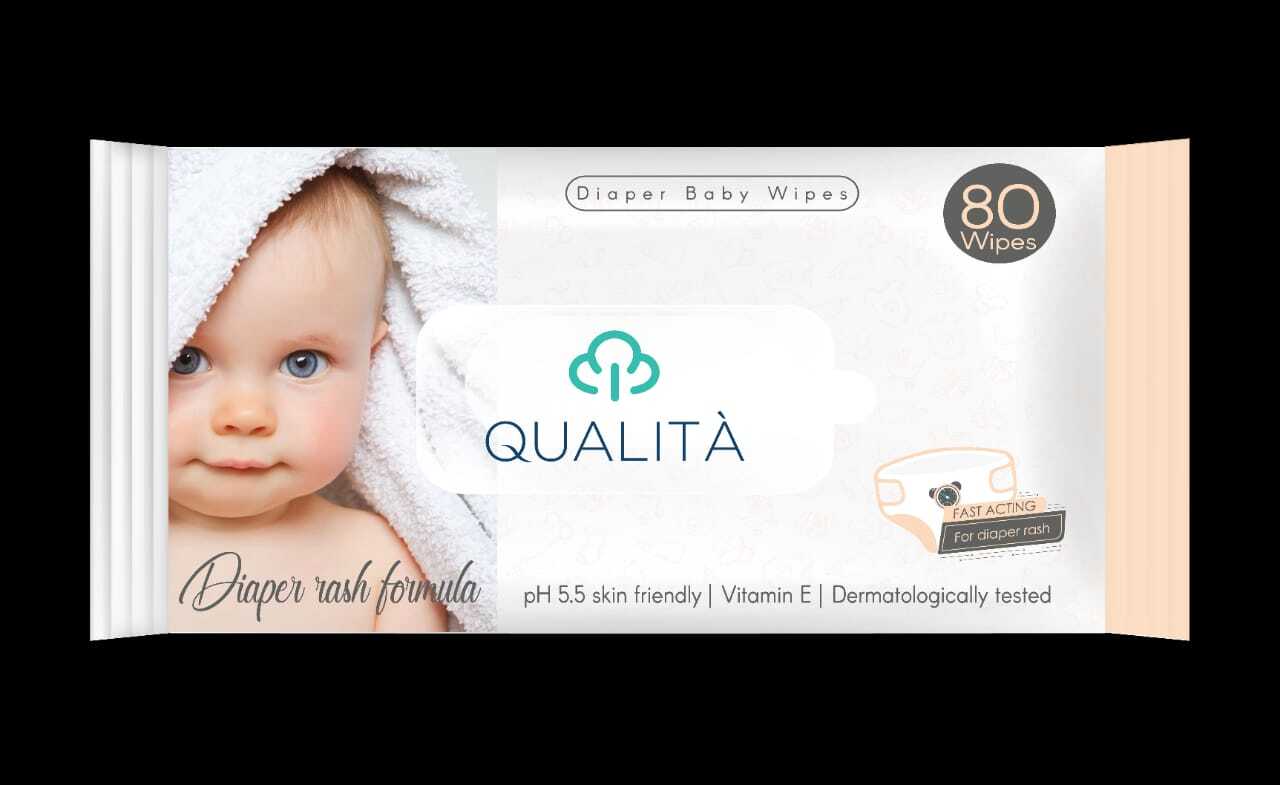 Diaper Baby Wipes
80
Wipes
QUALITÀ
FAST ACTING
For diaper rash
Diaper rash formula
pH 5.5 skin friendly| Vitamin E| Dermatologically tested